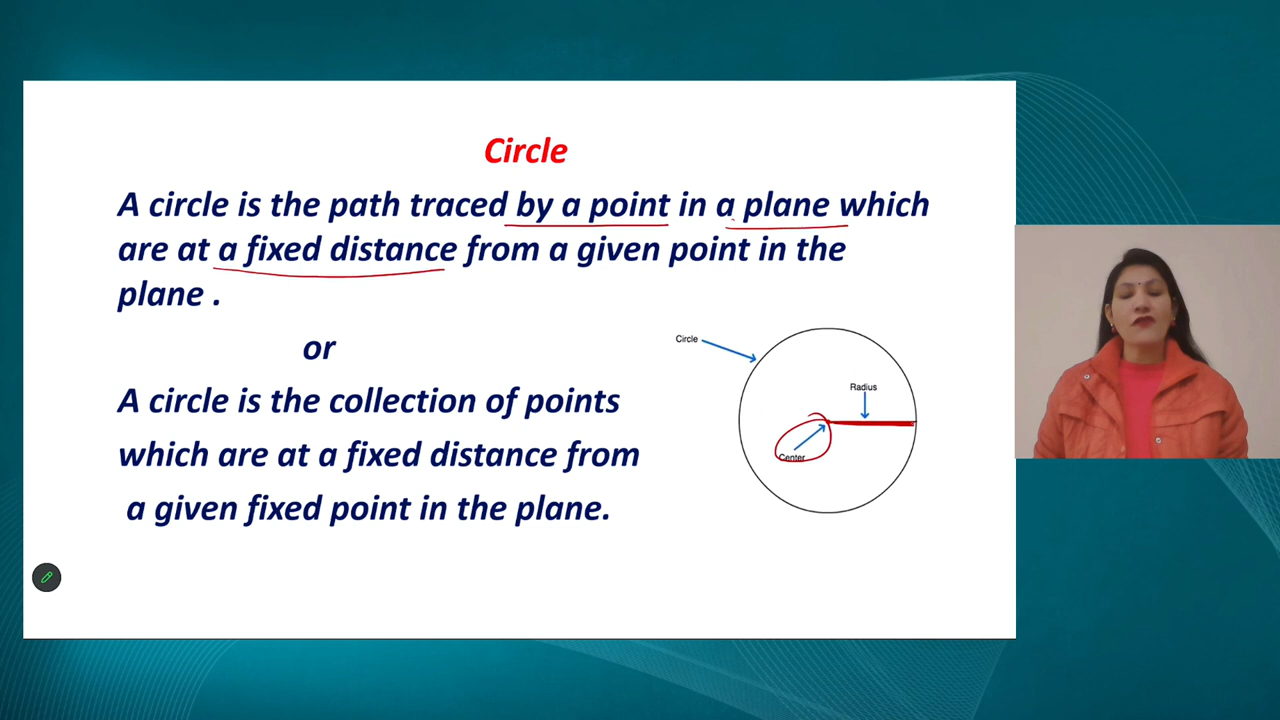 Circle
A circle is the path traced by a point in a plane which
are at a fixed distance from a given point in the
plane .
or
A circle is the collection of points
which are at a fixed distance from
a given fixed point in the plane.
Circle
Radius
Center